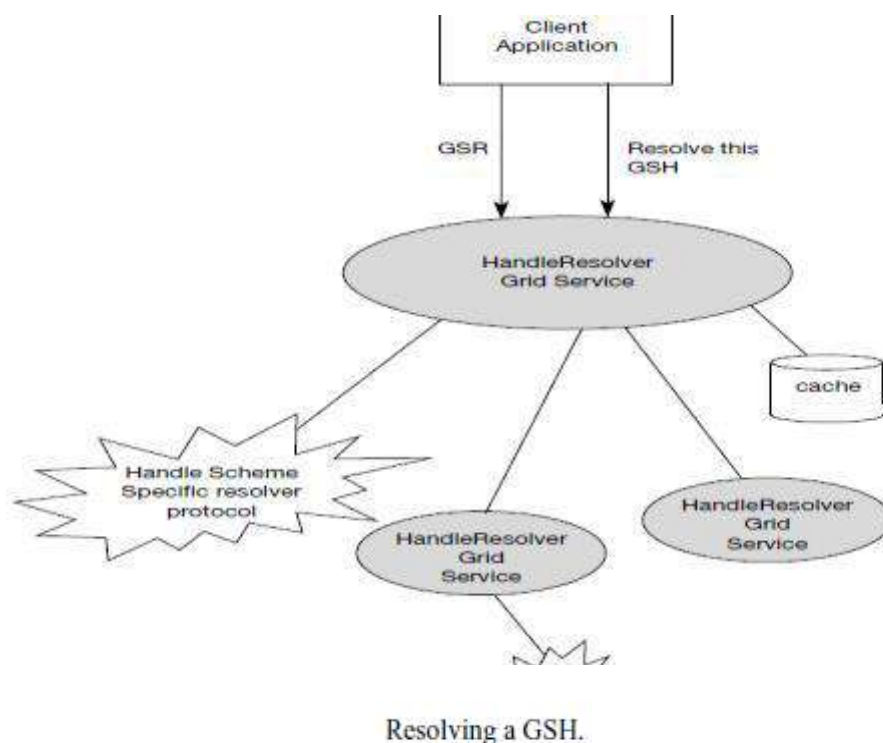 Client
Application
GSR
Resolve this
GSH
HandleResolver
Grid Service
cache
Handle Scheme
Specific resolver
protocol
HandleResolver
Grid
Service
HandleResolver
Grid
Service
Resolving a GSH.